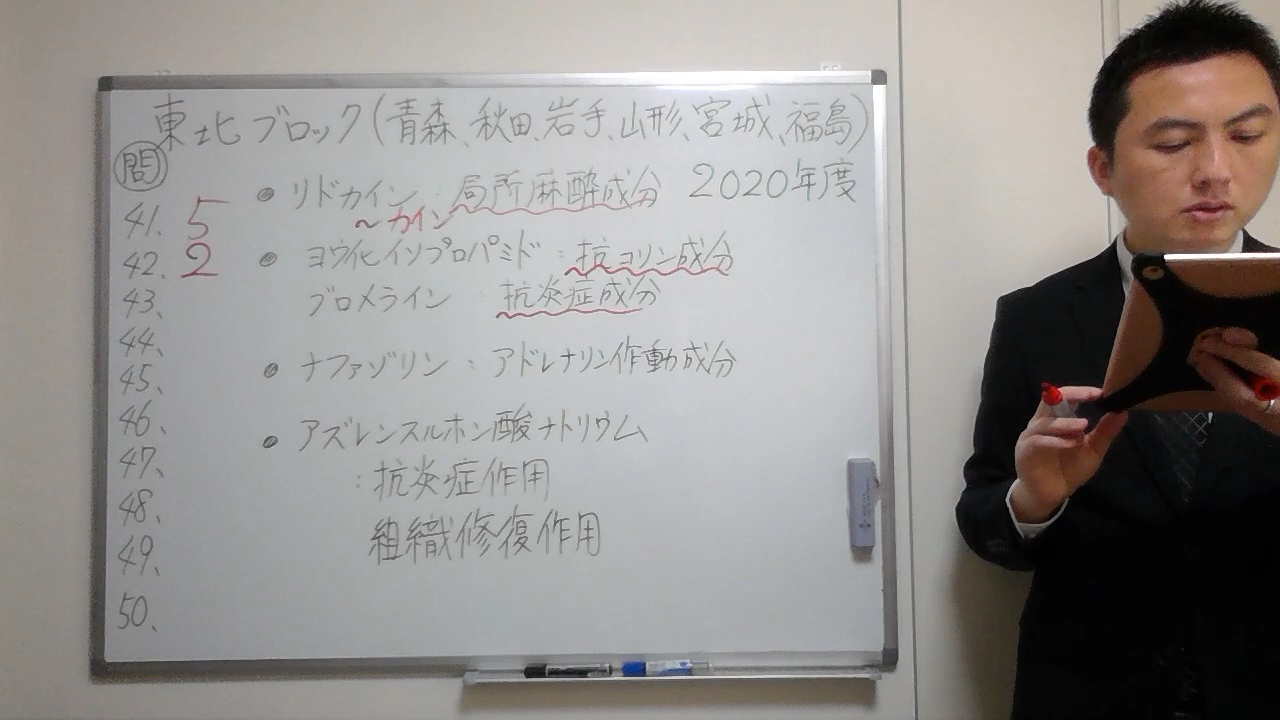 東北ブロック(青森、秋田、岩手、山形、宮城、福島)
問
2020年度
41. 5
42. 2
43、
44、
45、
46、
47、
48、
49、
50、
● リドカイン : 局所麻酔成分
～カイン
● ヨウ化イソプロパミド : 抗コリン成分
ブロメライン : 抗炎症成分
● ナファゾリン : アドレナリン作動成分
● アズレンスルホン酸ナトリウム
: 抗炎症作用
組織修復作用